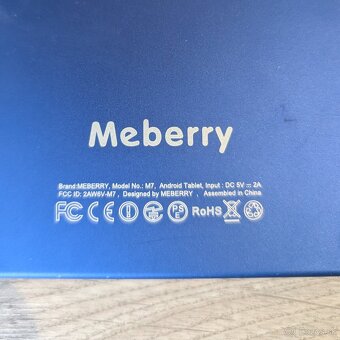 Meberry
Brand:MEBERRY, Model No.: M7, Android Tablet, Input : DC 5V ⎓ 2A
FCC ID: 2AW6V-M7 , Designed by MEBERRY , Assembled in China
FC CE PSE RoHS